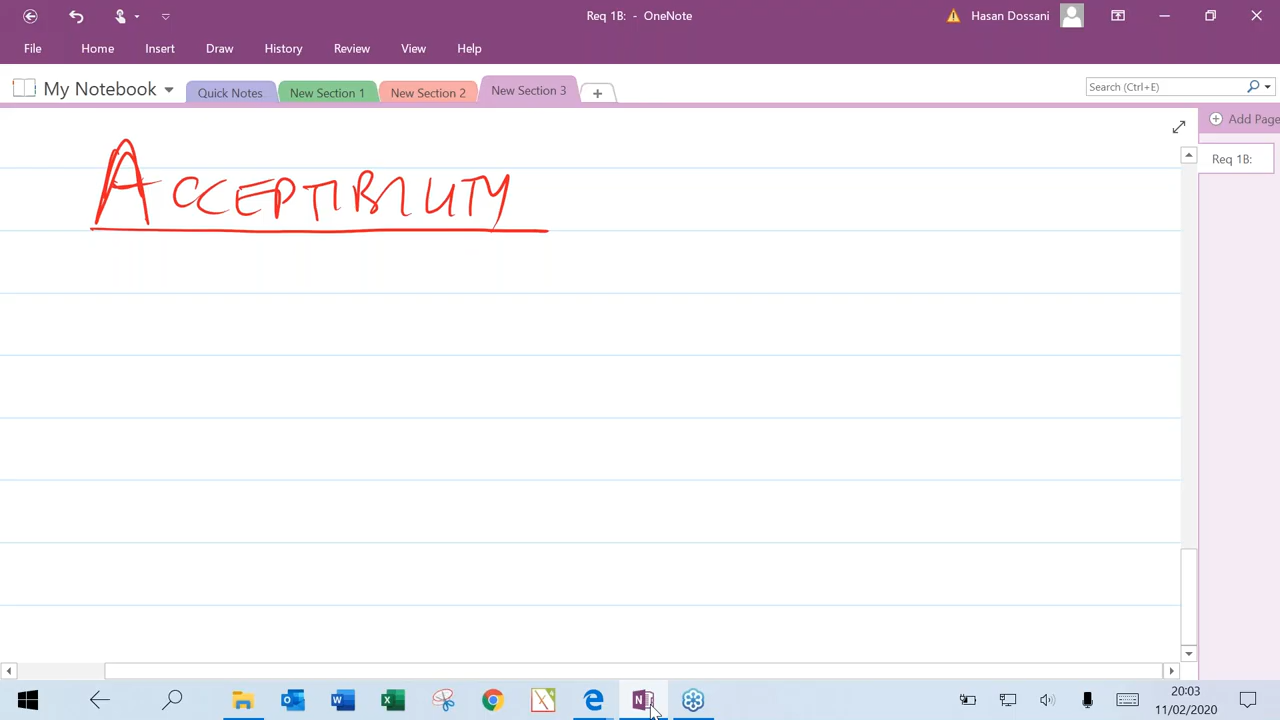 Req 1B: - OneNote
Hasan Dossani
File Home Insert Draw History Review View Help
My Notebook Quick Notes New Section 1 New Section 2 New Section 3
Search (Ctrl+E)
Add Page
Req 1B:
ACCEPTIBILITY
20:03
11/02/2020